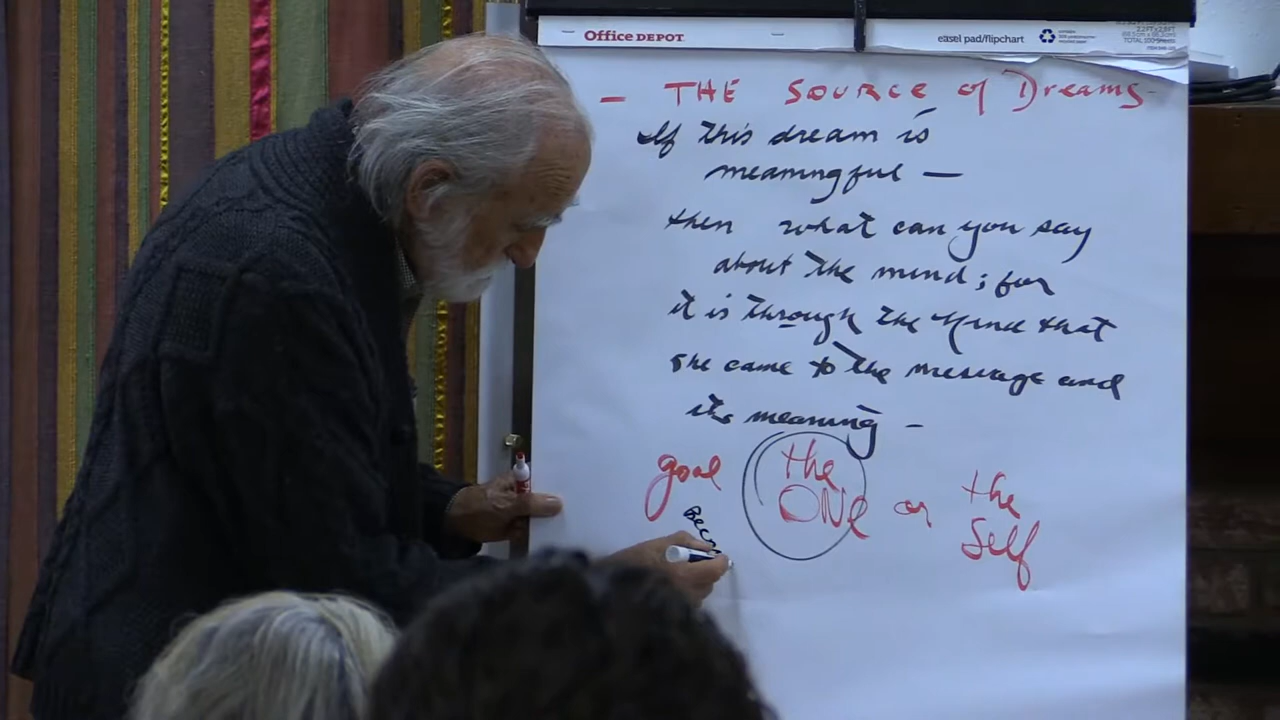 Office DEPOT
easel pad/flipchart
- THE SOURCE of Dreams
If this dream is
meaningful —
then what can you say
about the mind; for
it is through the Mind that
she came to the message and
its meaning —
goal the ONE or the Self